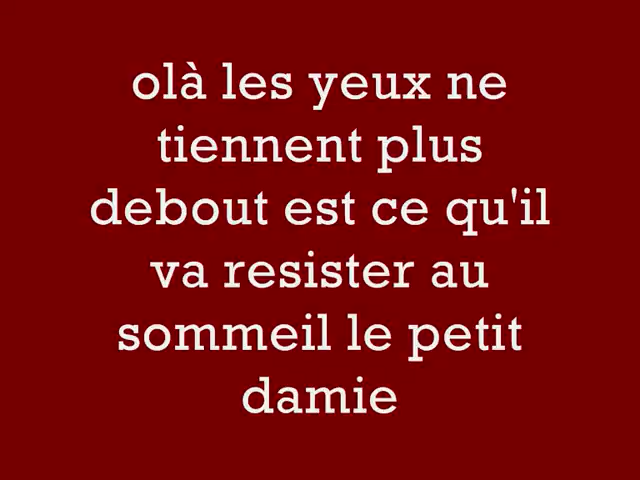 olà les yeux ne
tiennent plus
debout est ce qu'il
va resister au
sommeil le petit
damie